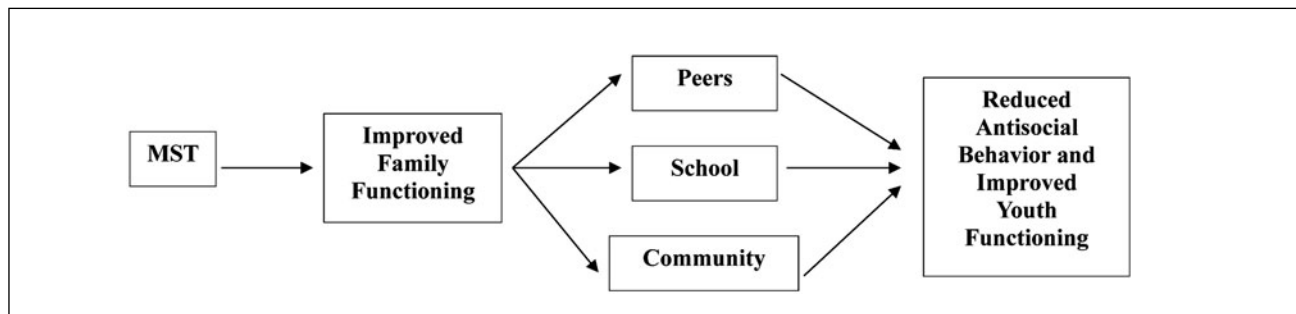 MST
Improved
Family
Functioning
Peers
School
Community
Reduced
Antisocial
Behavior and
Improved
Youth
Functioning